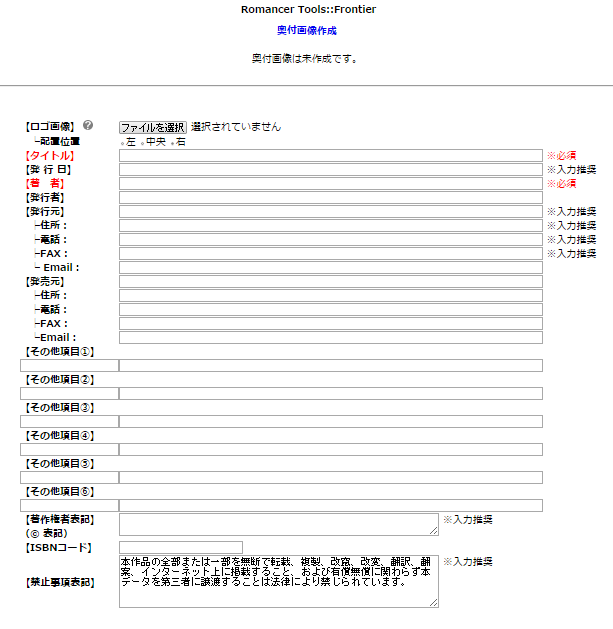 Romancer Tools::Frontier
奥付画像作成
奥付画像は未作成です。
【ロゴ画像】 ?
ファイルを選択 選択されていません
┗配置位置
左 中央 右
【タイトル】 ※必須
【発 行 日】 ※入力推奨
【著　者】 ※必須
【発行者】
【発行元】 ※入力推奨
┣住所： ※入力推奨
┣電話： ※入力推奨
┣FAX： ※入力推奨
┗ Email：
【発売元】
┣住所：
┣電話：
┣FAX：
┗Email：
【その他項目①】
【その他項目②】
【その他項目③】
【その他項目④】
【その他項目⑤】
【その他項目⑥】
【著作権者表記】 ※入力推奨
(© 表記)
【ISBNコード】
【禁止事項表記】
本作品の全部または一部を無断で転載、複製、改竄、改変、翻訳、翻
案、インターネット上に掲載すること、および有償無償に関わらず本
データを第三者に譲渡することは法律により禁じられています。
※入力推奨